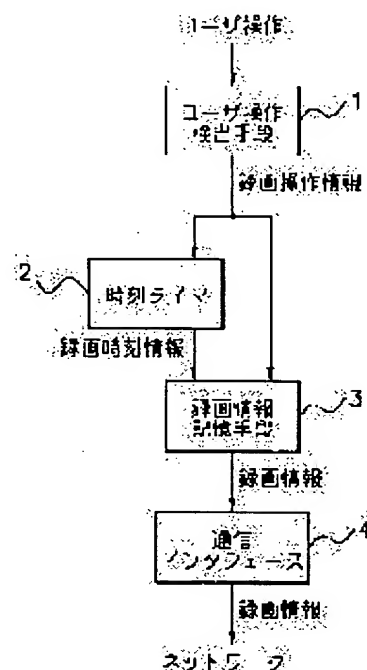 ユーザ操作
ユーザ操作
検出手段
1
録画操作情報
2
時刻タイマ
録画時刻情報
録画情報
記憶手段
3
録画情報
通信
インタフェース
4
録画情報
ネットワーク